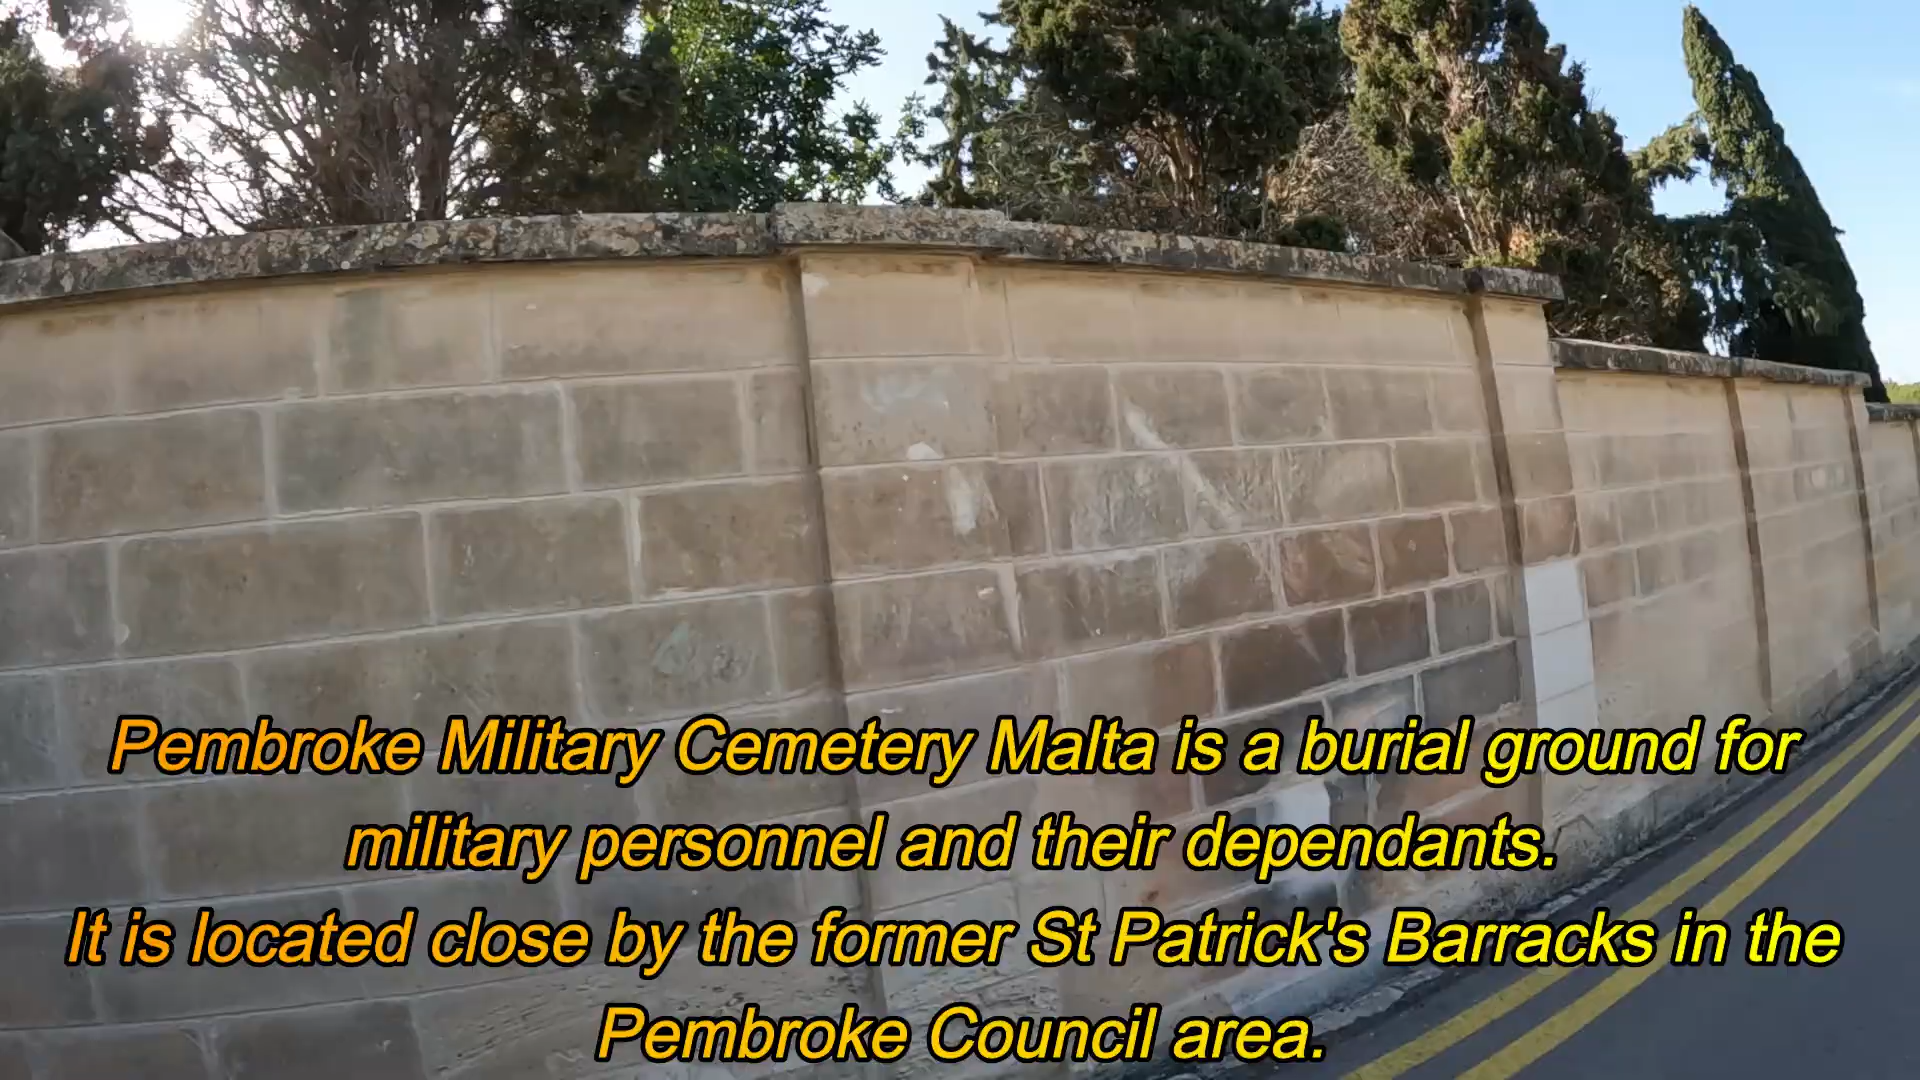 Pembroke Military Cemetery Malta is a burial ground for
military personnel and their dependants.
It is located close by the former St Patrick's Barracks in the
Pembroke Council area.